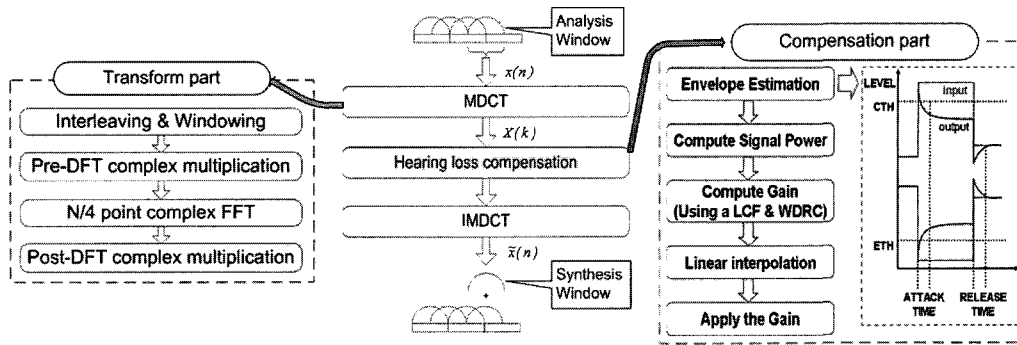 Transform part
Interleaving & Windowing
Pre-DFT complex multiplication
N/4 point complex FFT
Post-DFT complex multiplication
Analysis
Window
x(n)
MDCT
X(k)
Hearing loss compensation
IMDCT
x̃(n)
Synthesis
Window
+
Compensation part
Envelope Estimation
Compute Signal Power
Compute Gain
(Using a LCF & WDRC)
Linear interpolation
Apply the Gain
LEVEL
CTH
input
output
ETH
ATTACK
TIME
RELEASE
TIME